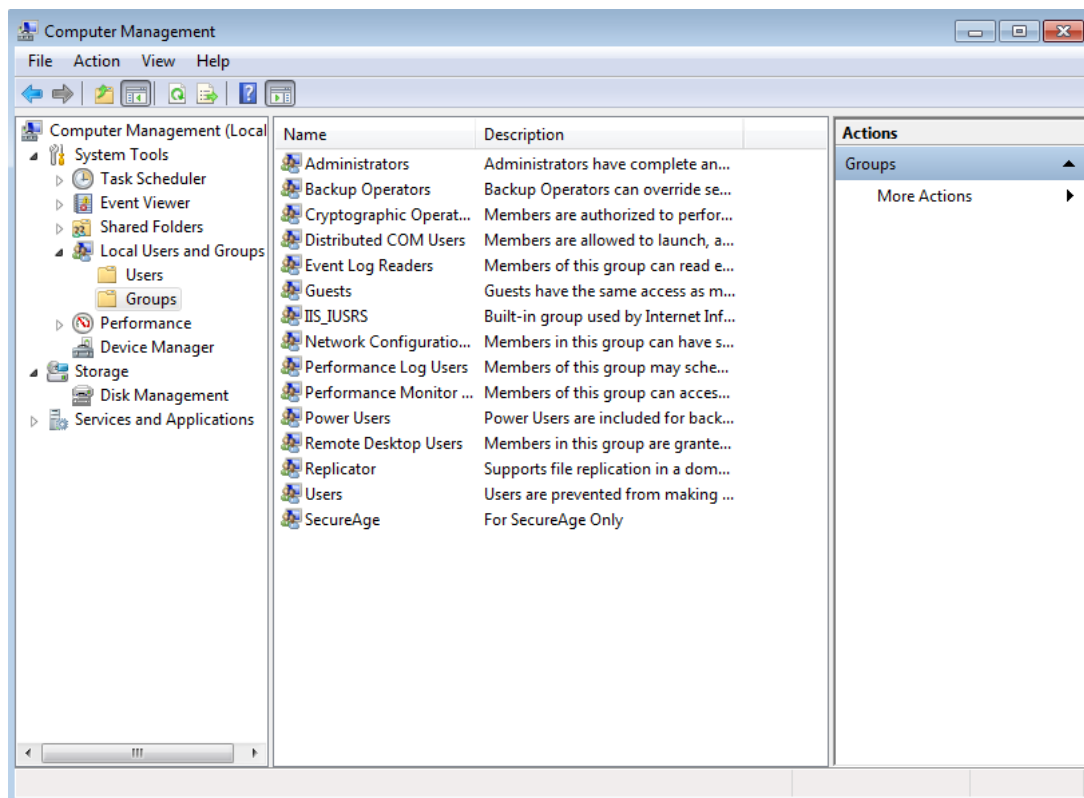 Computer Management
File Action View Help
Computer Management (Local
System Tools
Task Scheduler
Event Viewer
Shared Folders
Local Users and Groups
Users
Groups
Performance
Device Manager
Storage
Disk Management
Services and Applications
Name Description
Administrators Administrators have complete an...
Backup Operators Backup Operators can override se...
Cryptographic Operat... Members are authorized to perfor...
Distributed COM Users Members are allowed to launch, a...
Event Log Readers Members of this group can read e...
Guests Guests have the same access as m...
IIS_IUSRS Built-in group used by Internet Inf...
Network Configuratio... Members in this group can have s...
Performance Log Users Members of this group may sche...
Performance Monitor ... Members of this group can acces...
Power Users Power Users are included for back...
Remote Desktop Users Members in this group are grante...
Replicator Supports file replication in a dom...
Users Users are prevented from making ...
SecureAge For SecureAge Only
Actions
Groups
More Actions